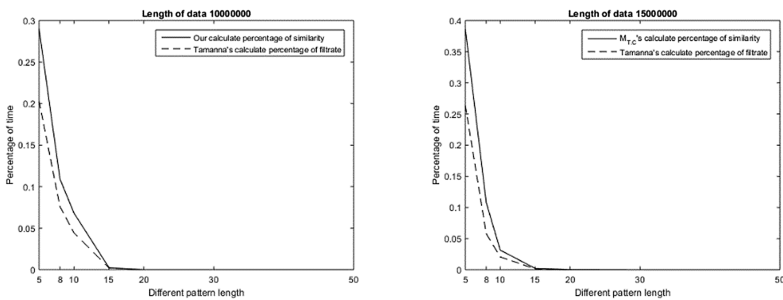 Length of data 10000000
Our calculate percentage of similarity
Tamanna's calculate percentage of filtrate
Percentage of time
0.3
0.25
0.2
0.15
0.1
0.05
0
5 8 10 15 20 30 50
Different pattern length
Length of data 15000000
M_T,C's calculate percentage of similarity
Tamanna's calculate percentage of filtrate
Percentage of time
0.4
0.35
0.3
0.25
0.2
0.15
0.1
0.05
0
5 8 10 15 20 30 50
Different pattern length